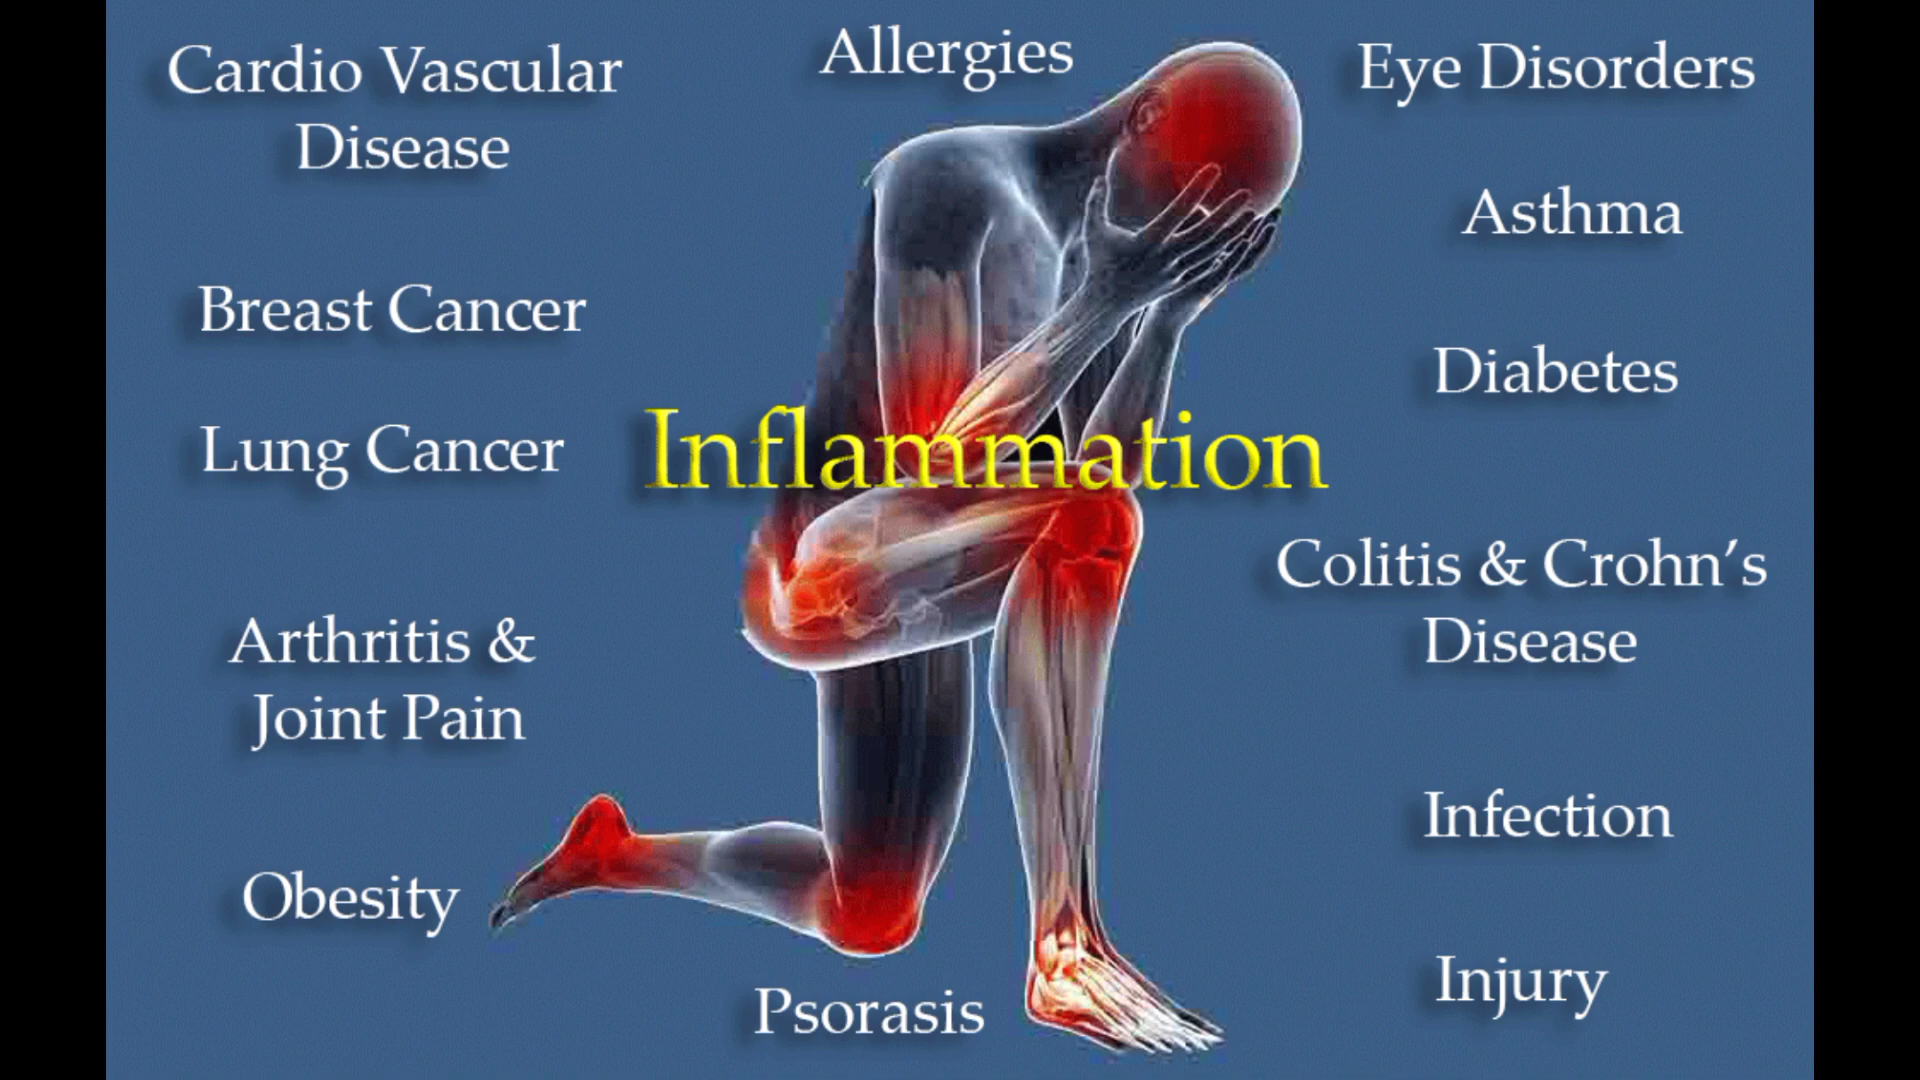 Cardio Vascular
Disease
Allergies
Eye Disorders
Asthma
Breast Cancer
Diabetes
Lung Cancer
Inflammation
Colitis & Crohn’s
Disease
Arthritis &
Joint Pain
Infection
Obesity
Injury
Psorasis